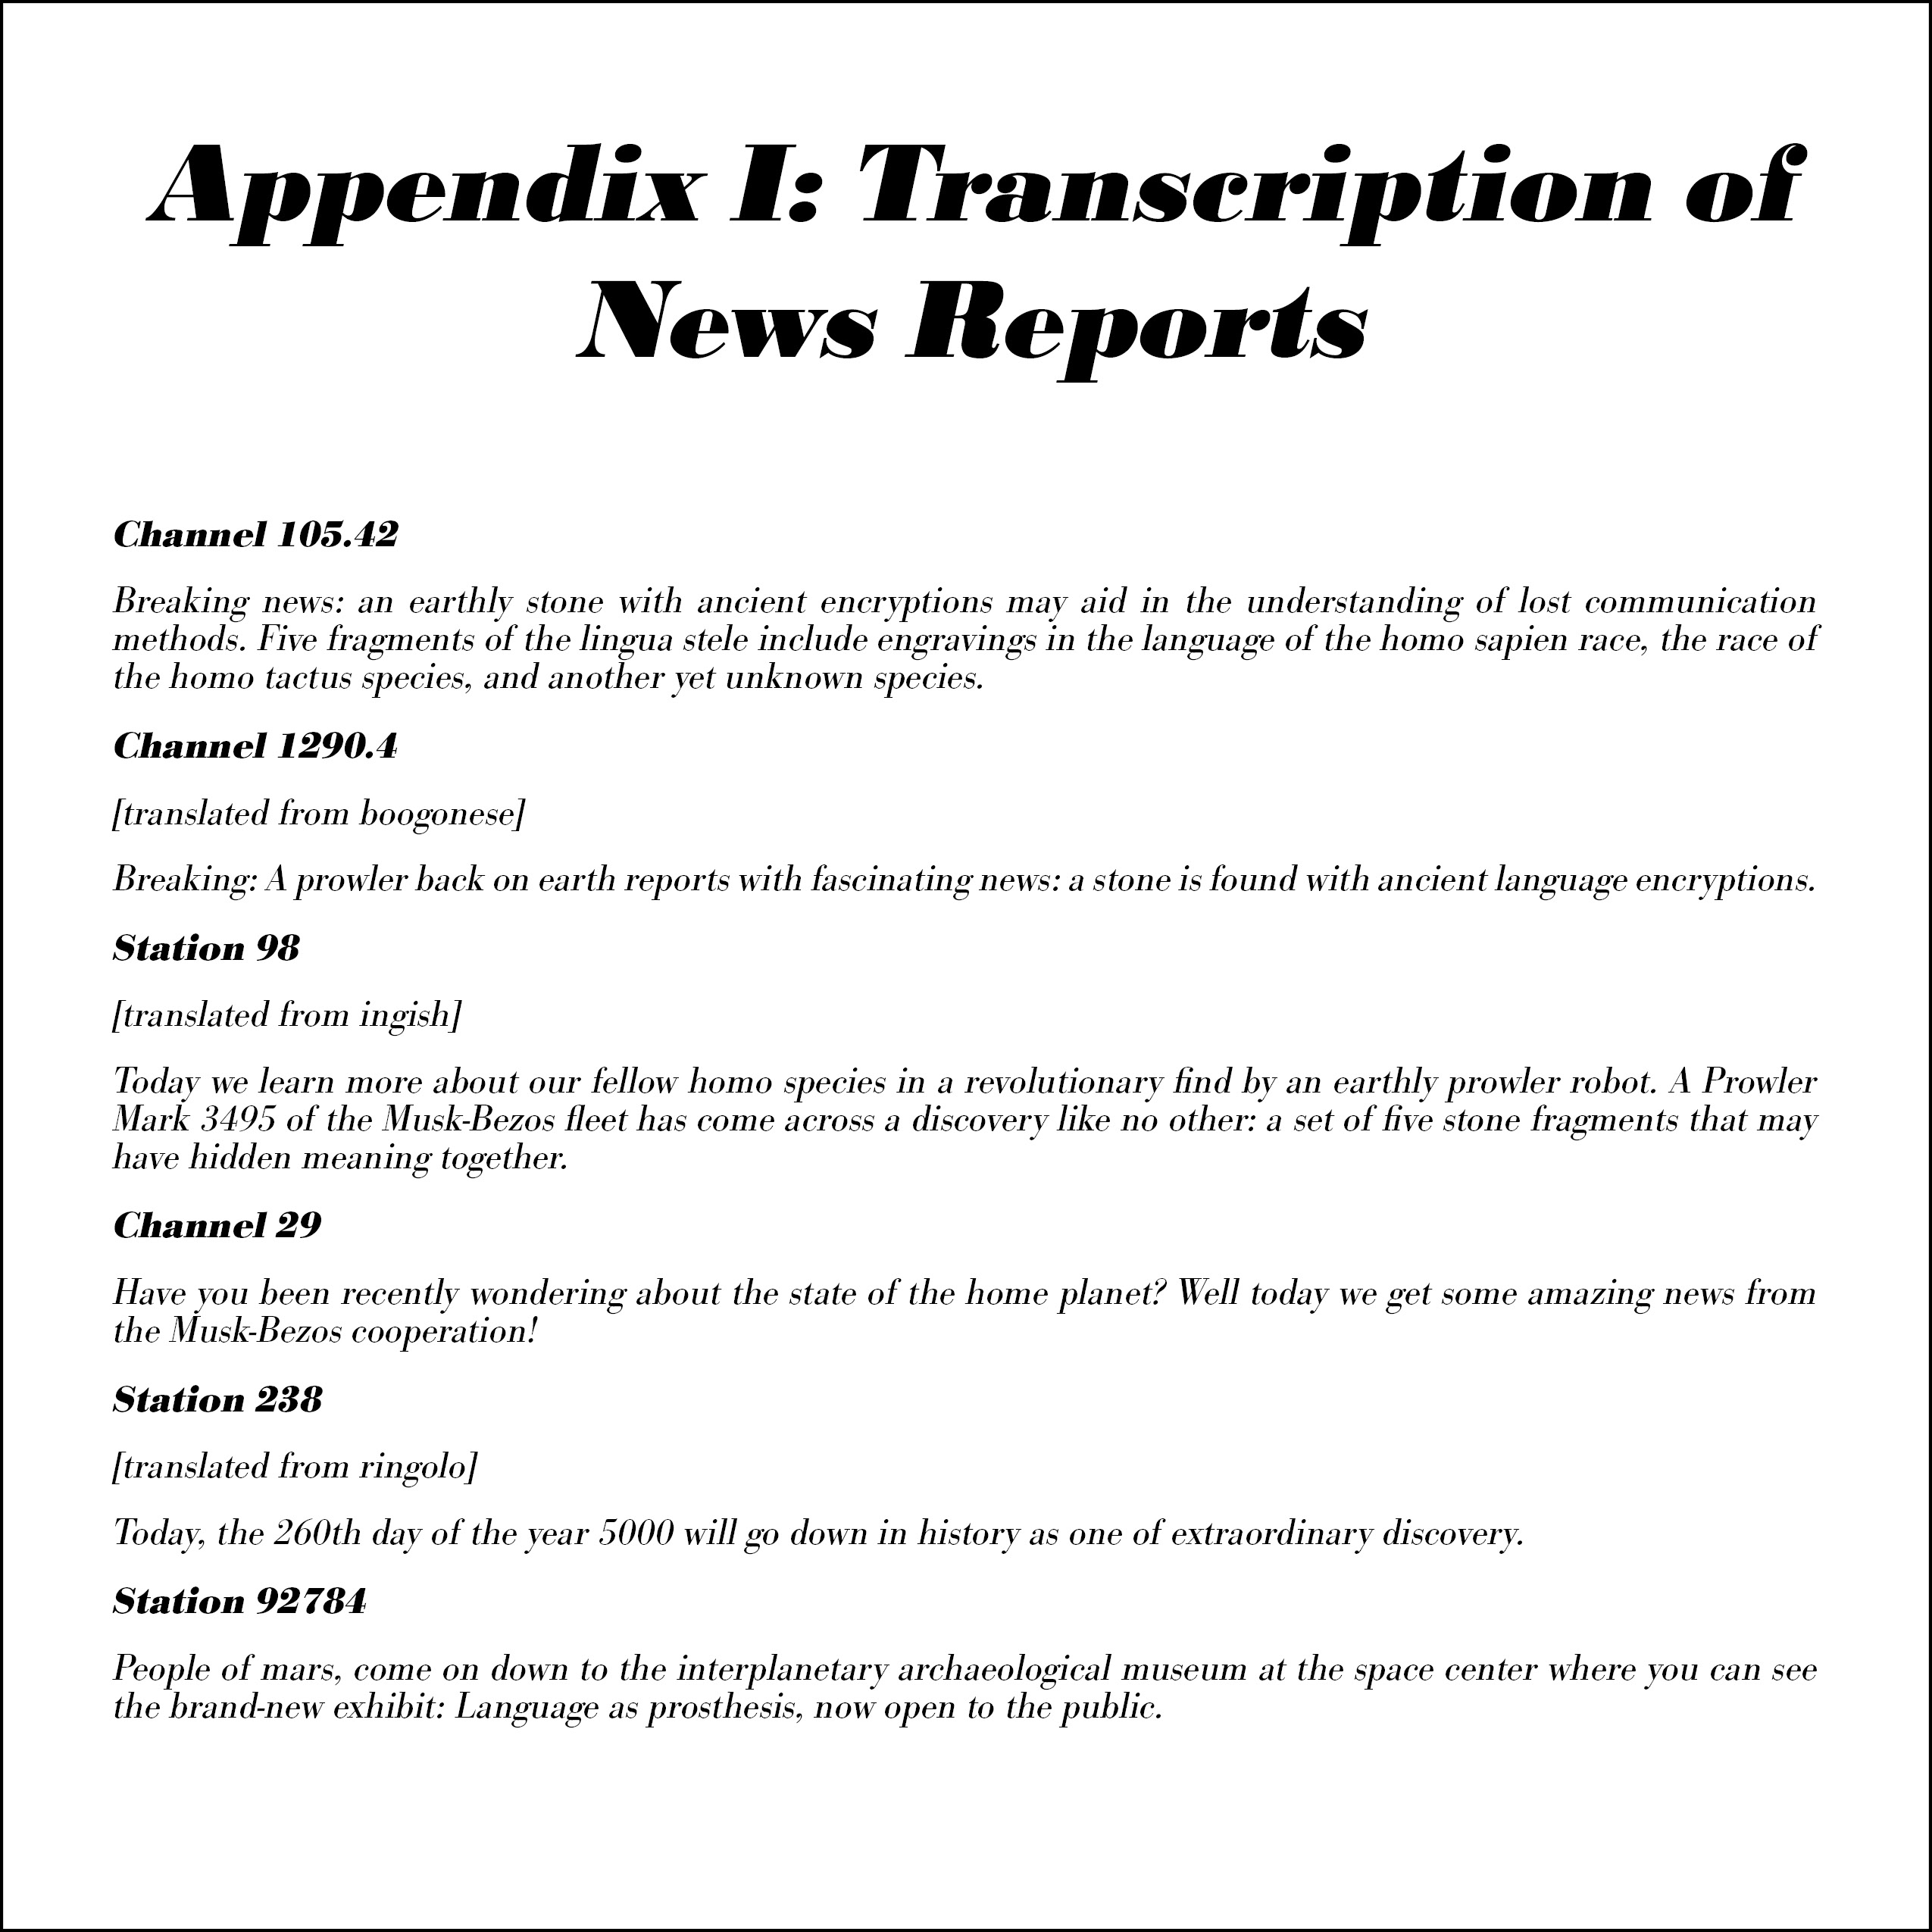 Appendix I: Transcription of
News Reports
Channel 105.42
Breaking news: an earthly stone with ancient encryptions may aid in the understanding of lost communication
methods. Five fragments of the lingua stele include engravings in the language of the homo sapien race, the race of
the homo tactus species, and another yet unknown species.
Channel 1290.4
[translated from boogonese]
Breaking: A prowler back on earth reports with fascinating news: a stone is found with ancient language encryptions.
Station 98
[translated from ingish]
Today we learn more about our fellow homo species in a revolutionary find by an earthly prowler robot. A Prowler
Mark 3495 of the Musk-Bezos fleet has come across a discovery like no other: a set of five stone fragments that may
have hidden meaning together.
Channel 29
Have you been recently wondering about the state of the home planet? Well today we get some amazing news from
the Musk-Bezos cooperation!
Station 238
[translated from ringolo]
Today, the 260th day of the year 5000 will go down in history as one of extraordinary discovery.
Station 92784
People of mars, come on down to the interplanetary archaeological museum at the space center where you can see
the brand-new exhibit: Language as prosthesis, now open to the public.